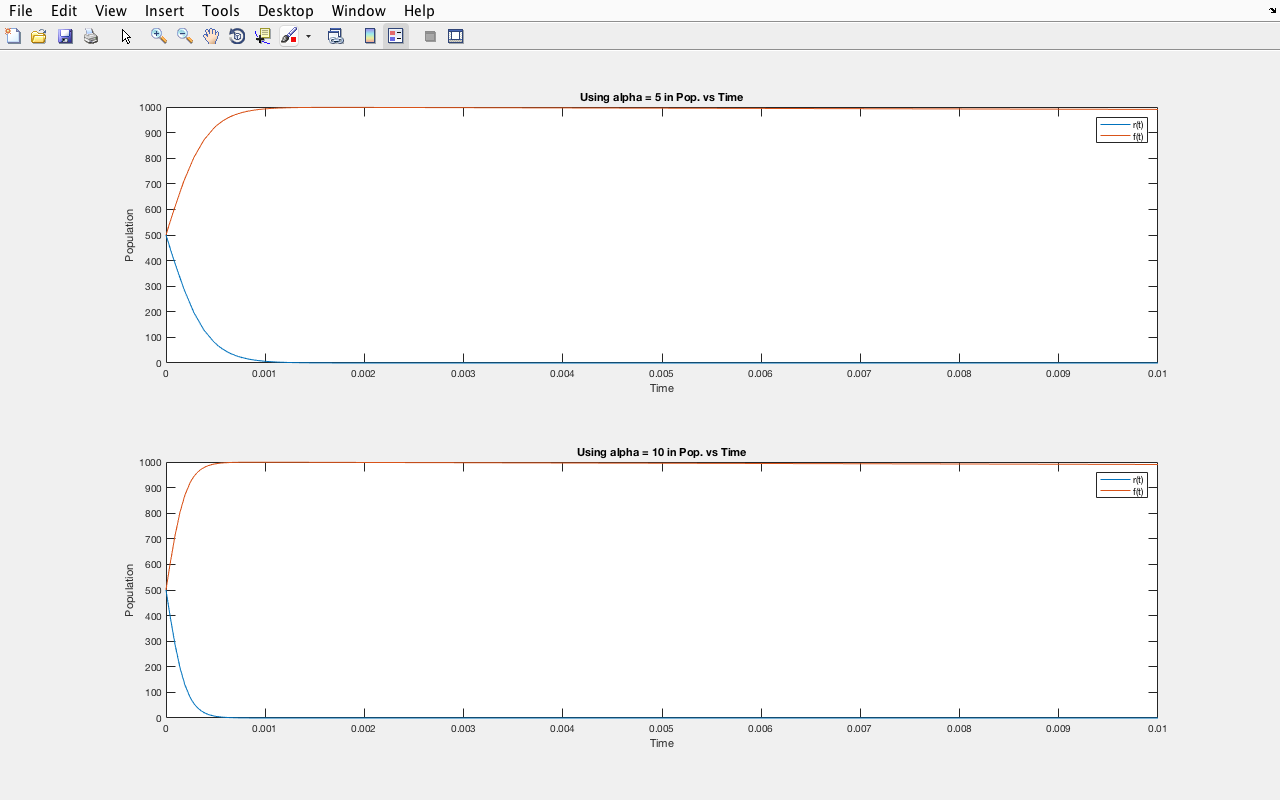 File Edit View Insert Tools Desktop Window Help
Using alpha = 5 in Pop. vs Time
1000
900
800
700
600
500
400
300
200
100
0
Population
r(t)
f(t)
0 0.001 0.002 0.003 0.004 0.005 0.006 0.007 0.008 0.009 0.01
Time
Using alpha = 10 in Pop. vs Time
1000
900
800
700
600
500
400
300
200
100
0
Population
r(t)
f(t)
0 0.001 0.002 0.003 0.004 0.005 0.006 0.007 0.008 0.009 0.01
Time